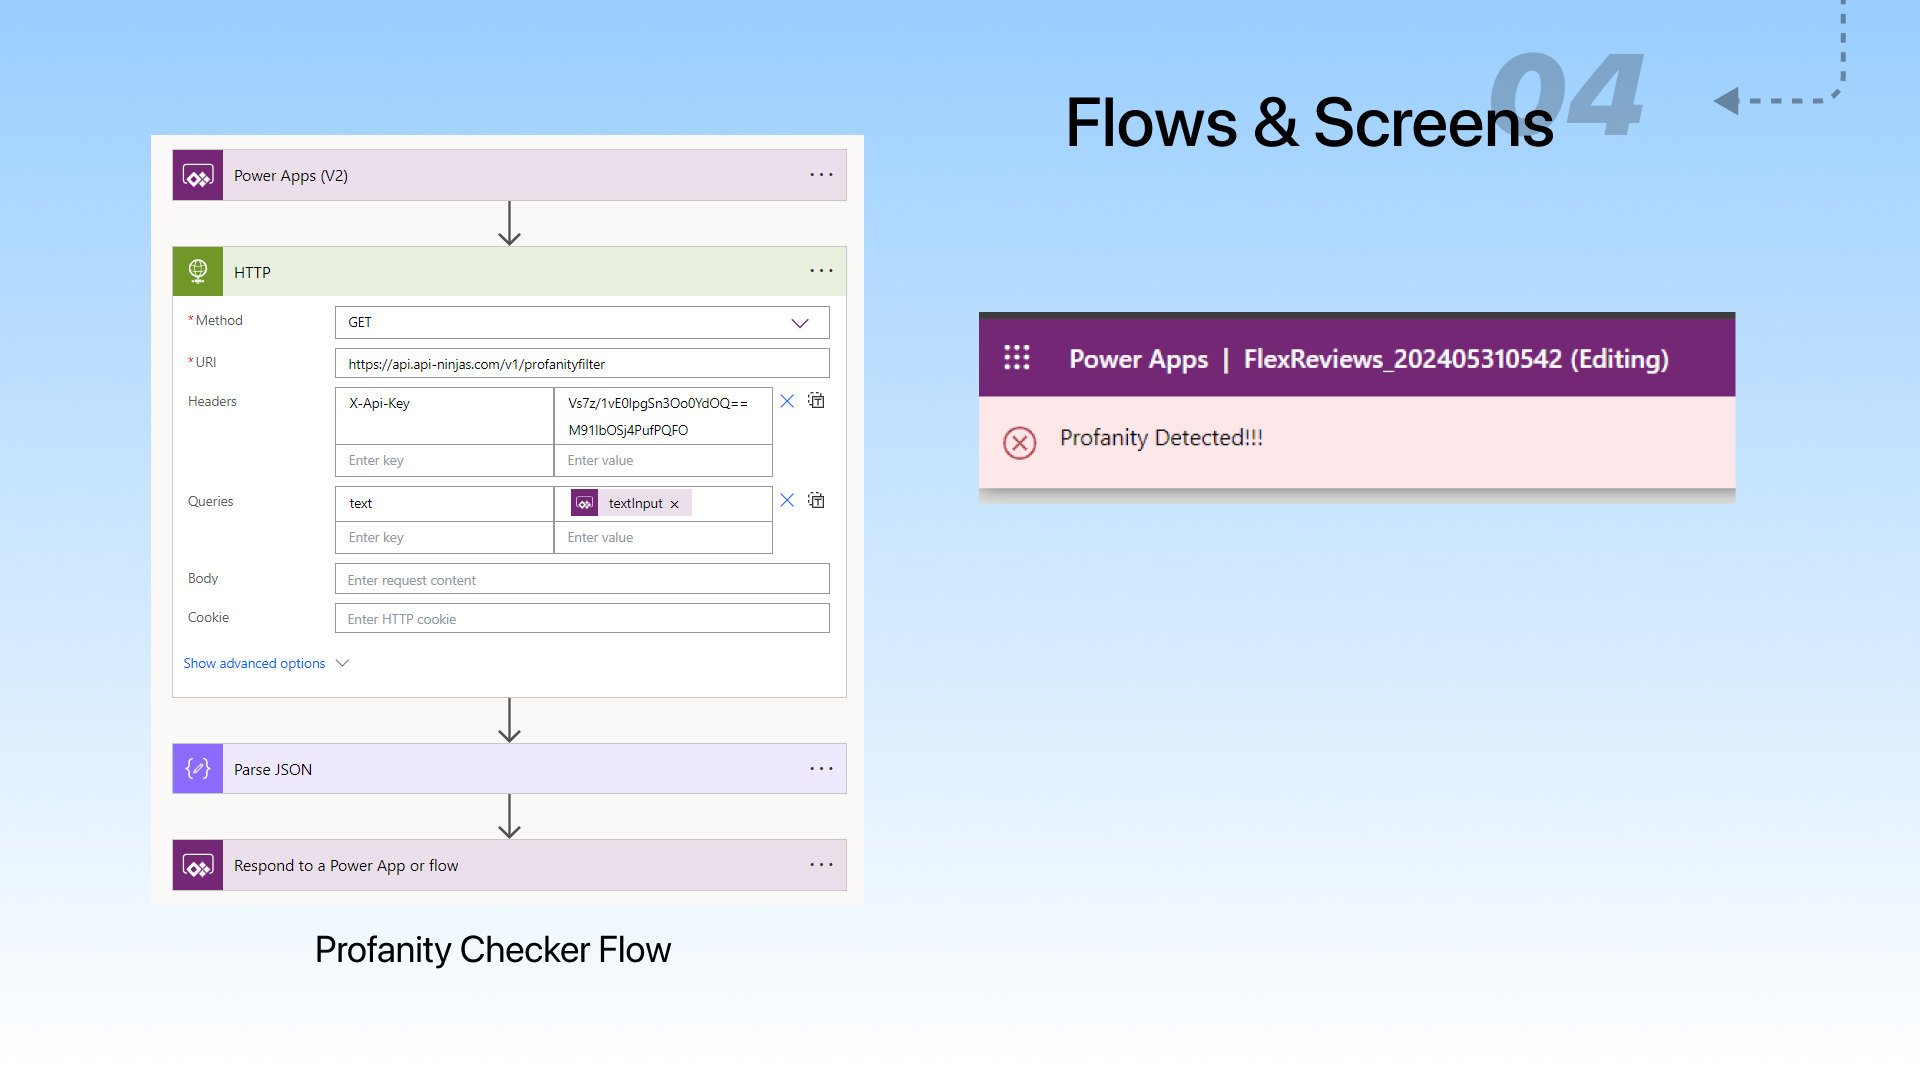 04
Flows & Screens
Power Apps (V2)
HTTP
* Method
GET
* URI
https://api.api-ninjas.com/v1/profanityfilter
Headers
X-Api-Key
Vs7z/1vE0IpgSn3Oo0YdOQ==
M91IbOSj4PufPQFO
Enter key
Enter value
Queries
text
textInput
Enter key
Enter value
Body
Enter request content
Cookie
Enter HTTP cookie
Show advanced options
Parse JSON
Respond to a Power App or flow
Profanity Checker Flow
Power Apps | FlexReviews_202405310542 (Editing)
Profanity Detected!!!